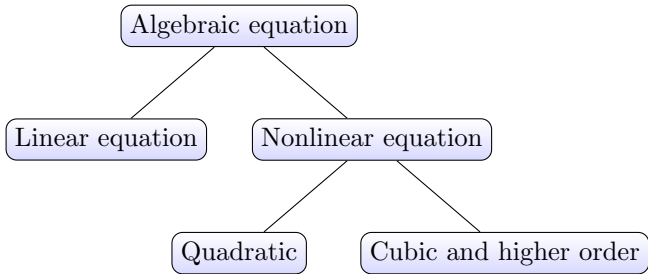 Algebraic equation
Linear equation
Nonlinear equation
Quadratic
Cubic and higher order